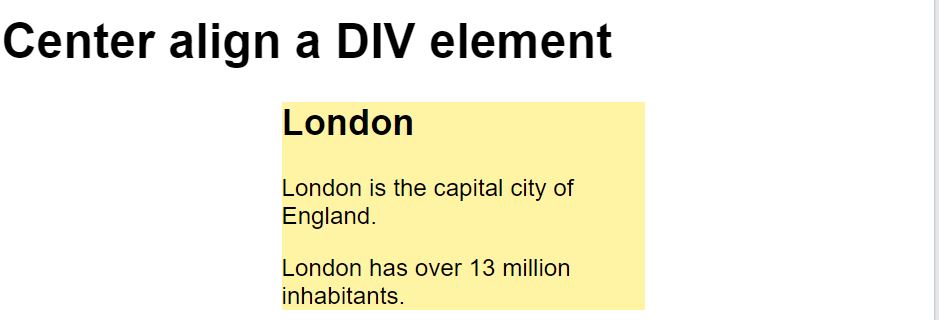 Center align a DIV element
London
London is the capital city of
England.
London has over 13 million
inhabitants.